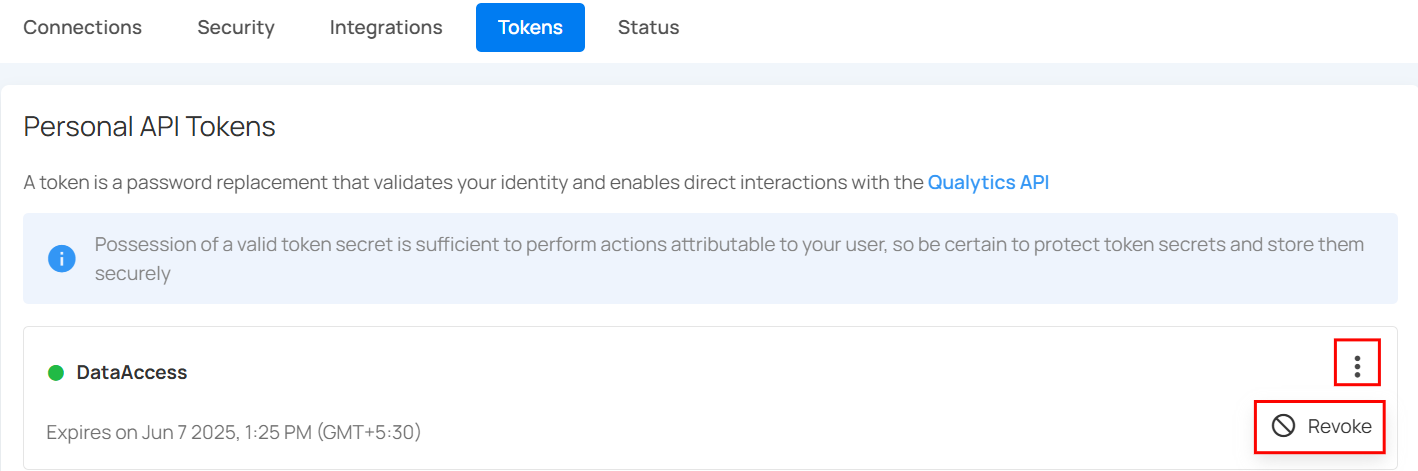 Connections Security Integrations Tokens Status
Personal API Tokens
A token is a password replacement that validates your identity and enables direct interactions with the Qualytics API
Possession of a valid token secret is sufficient to perform actions attributable to your user, so be certain to protect token secrets and store them
securely
DataAccess
Expires on Jun 7 2025, 1:25 PM (GMT+5:30)
Revoke